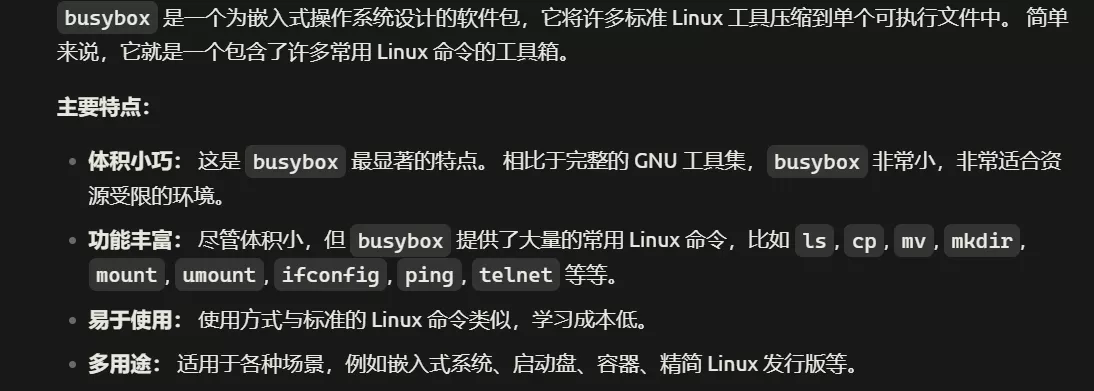 busybox 是一个为嵌入式操作系统设计的软件包，它将许多标准 Linux 工具压缩到单个可执行文件中。 简单
来说，它就是一个包含了许多常用 Linux 命令的工具箱。
主要特点：
• 体积小巧： 这是 busybox 最显著的特点。 相比于完整的 GNU 工具集， busybox 非常小，非常适合资
源受限的环境。
• 功能丰富： 尽管体积小，但 busybox 提供了大量的常用 Linux 命令，比如 ls , cp , mv , mkdir ,
mount , umount , ifconfig , ping , telnet 等等。
• 易于使用： 使用方式与标准的 Linux 命令类似，学习成本低。
• 多用途： 适用于各种场景，例如嵌入式系统、启动盘、容器、精简 Linux 发行版等。